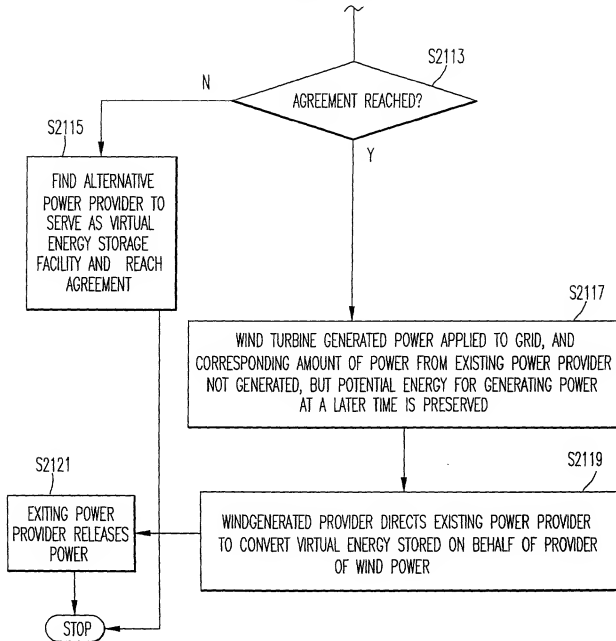 S2113
N
AGREEMENT REACHED?
S2115
Y
FIND ALTERNATIVE
POWER PROVIDER TO
SERVE AS VIRTUAL
ENERGY STORAGE
FACILITY AND REACH
AGREEMENT
S2117
WIND TURBINE GENERATED POWER APPLIED TO GRID, AND
CORRESPONDING AMOUNT OF POWER FROM EXISTING POWER PROVIDER
NOT GENERATED, BUT POTENTIAL ENERGY FOR GENERATING POWER
AT A LATER TIME IS PRESERVED
S2121
S2119
EXITING POWER
PROVIDER RELEASES
POWER
WINDGENERATED PROVIDER DIRECTS EXISTING POWER PROVIDER
TO CONVERT VIRTUAL ENERGY STORED ON BEHALF OF PROVIDER
OF WIND POWER
STOP